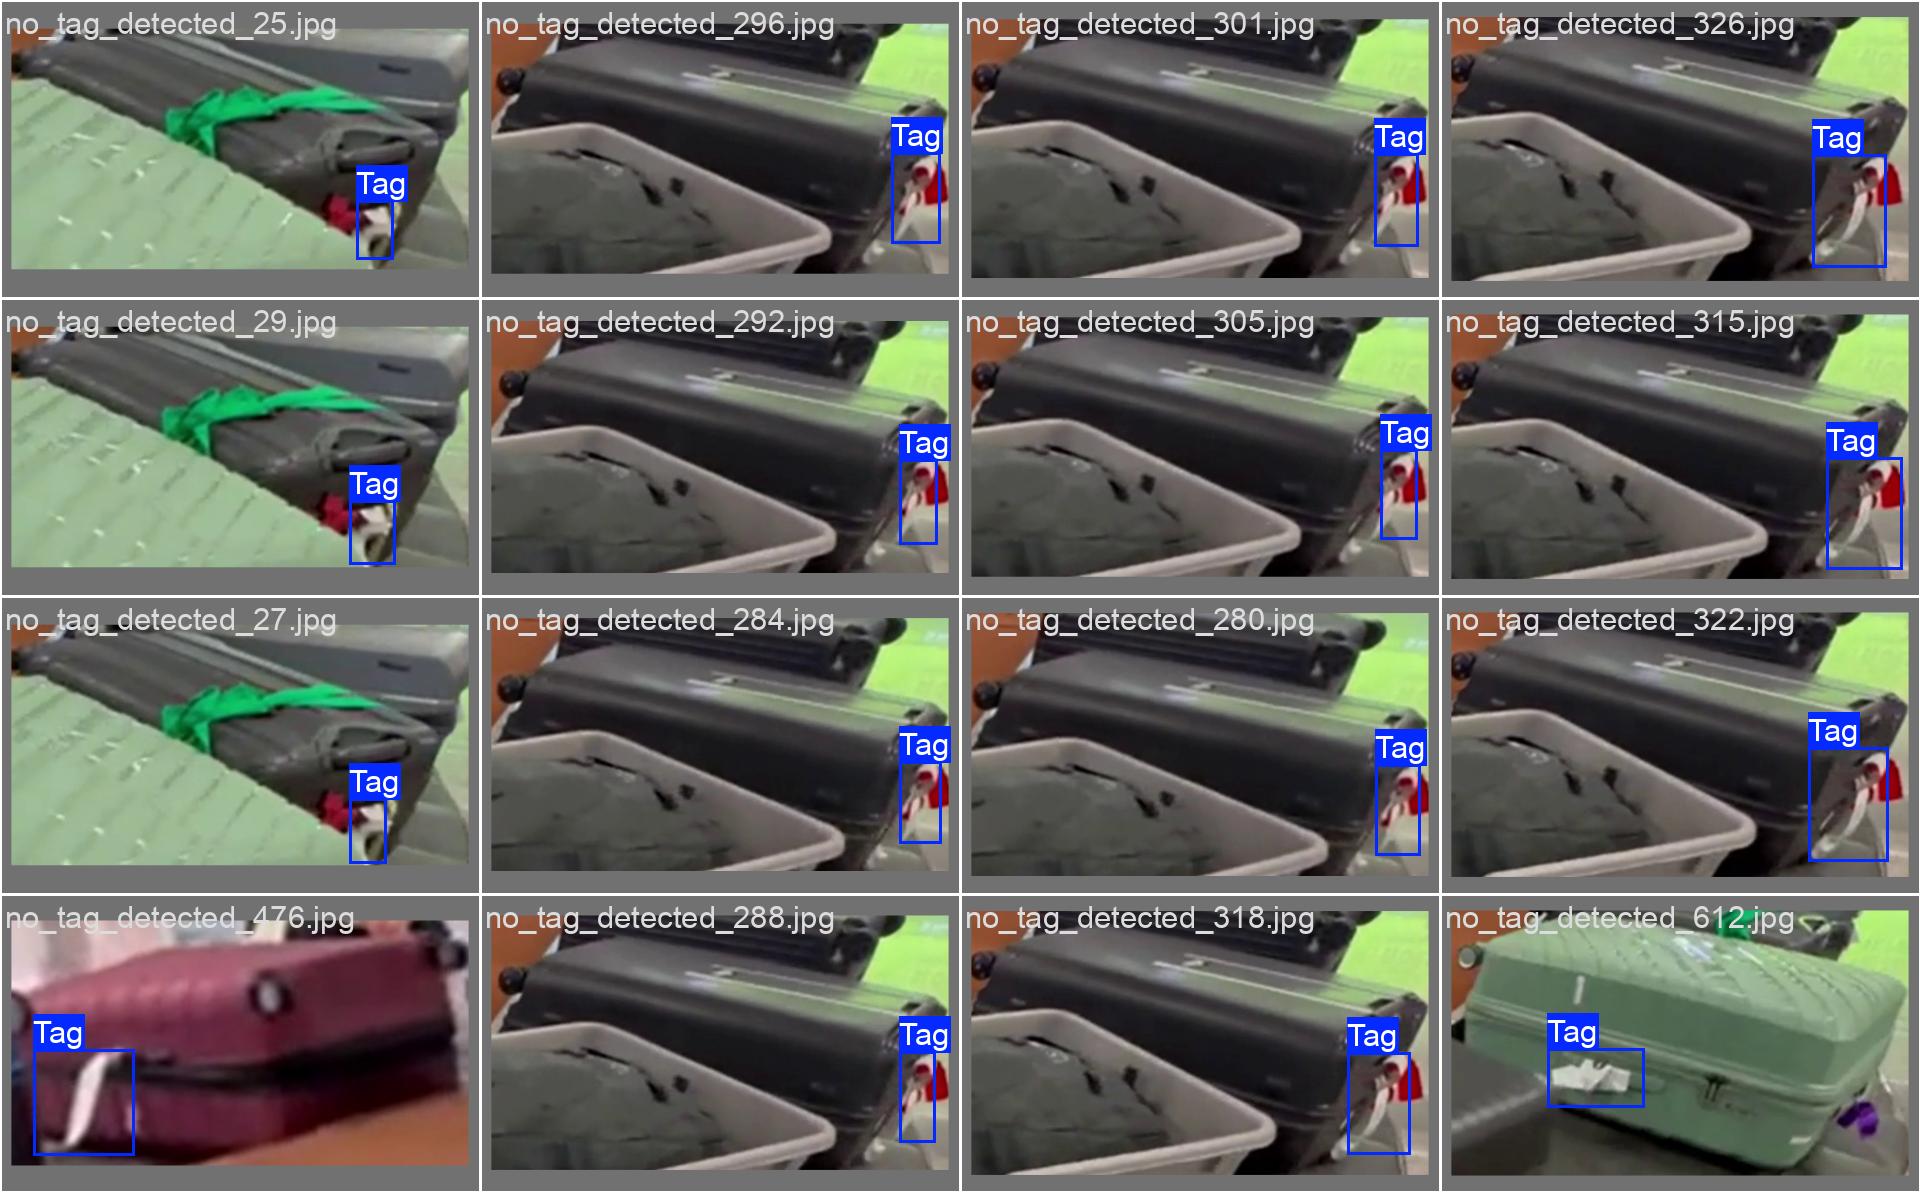 no_tag_detected_25.jpg
Tag
no_tag_detected_296.jpg
Tag
no_tag_detected_301.jpg
Tag
no_tag_detected_326.jpg
Tag
no_tag_detected_29.jpg
Tag
no_tag_detected_292.jpg
Tag
no_tag_detected_305.jpg
Tag
no_tag_detected_315.jpg
Tag
no_tag_detected_27.jpg
Tag
no_tag_detected_284.jpg
Tag
no_tag_detected_280.jpg
Tag
no_tag_detected_322.jpg
Tag
no_tag_detected_476.jpg
Tag
no_tag_detected_288.jpg
Tag
no_tag_detected_318.jpg
Tag
no_tag_detected_612.jpg
Tag